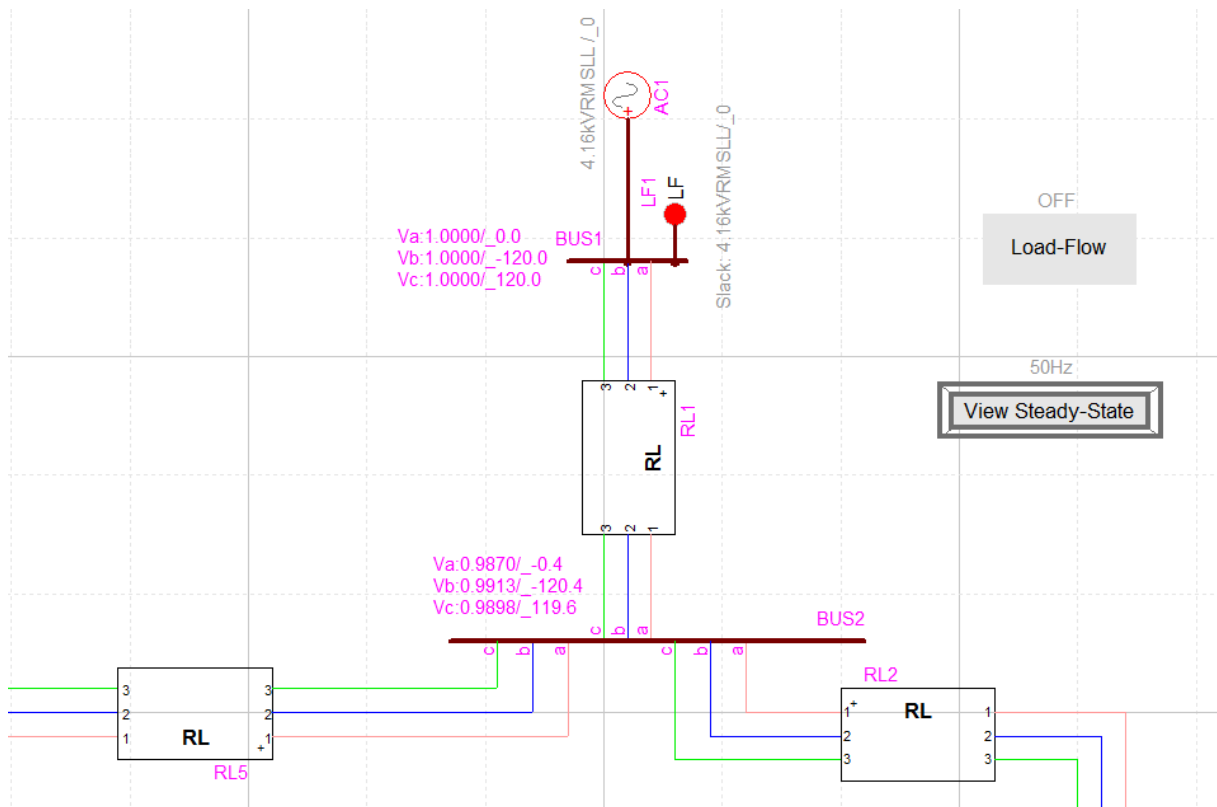 4.16kVRMSLL /_0
AC1
LF1
LF
Slack: 4.16kVRMSLL/_0
OFF
Load-Flow
Va:1.0000/_0.0
Vb:1.0000/_-120.0
Vc:1.0000/_120.0
BUS1
c b a
50Hz
View Steady-State
3 2 1
+
RL1
RL
3 2 1
Va:0.9870/_-0.4
Vb:0.9913/_-120.4
Vc:0.9898/_119.6
c b a
BUS2
c b a c b a
RL2
3 3
2 2
1 RL +1
RL5
1+ RL 1
2 2
3 3